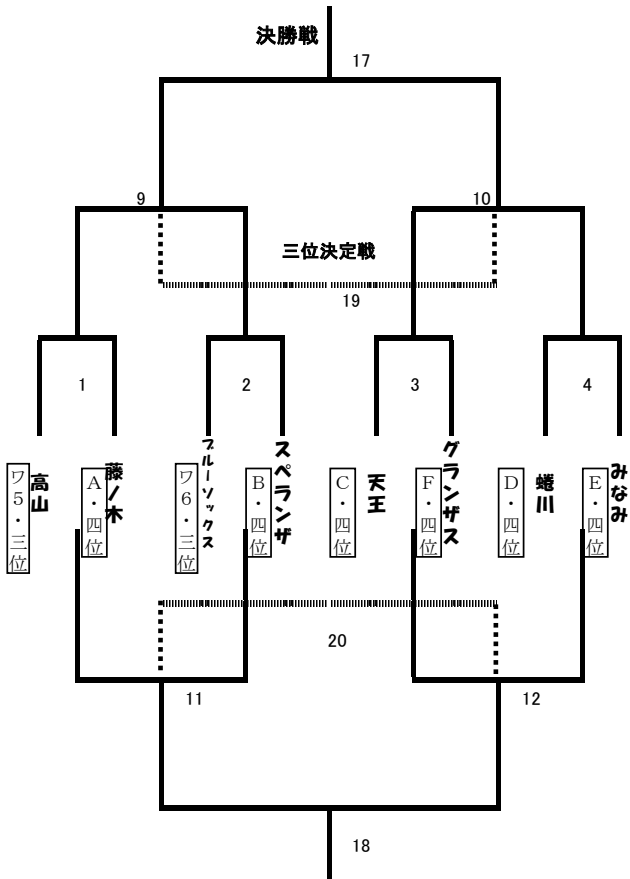 決勝戦
17
9
10
三位決定戦
19
1
2
3
4
ワ5・三位
高山
A・四位
藤ノ木
ワ6・三位
ブルーソックス
B・四位
スペランザ
C・四位
天王
F・四位
グランザス
D・四位
蜷川
E・四位
みなみ
20
11
12
18